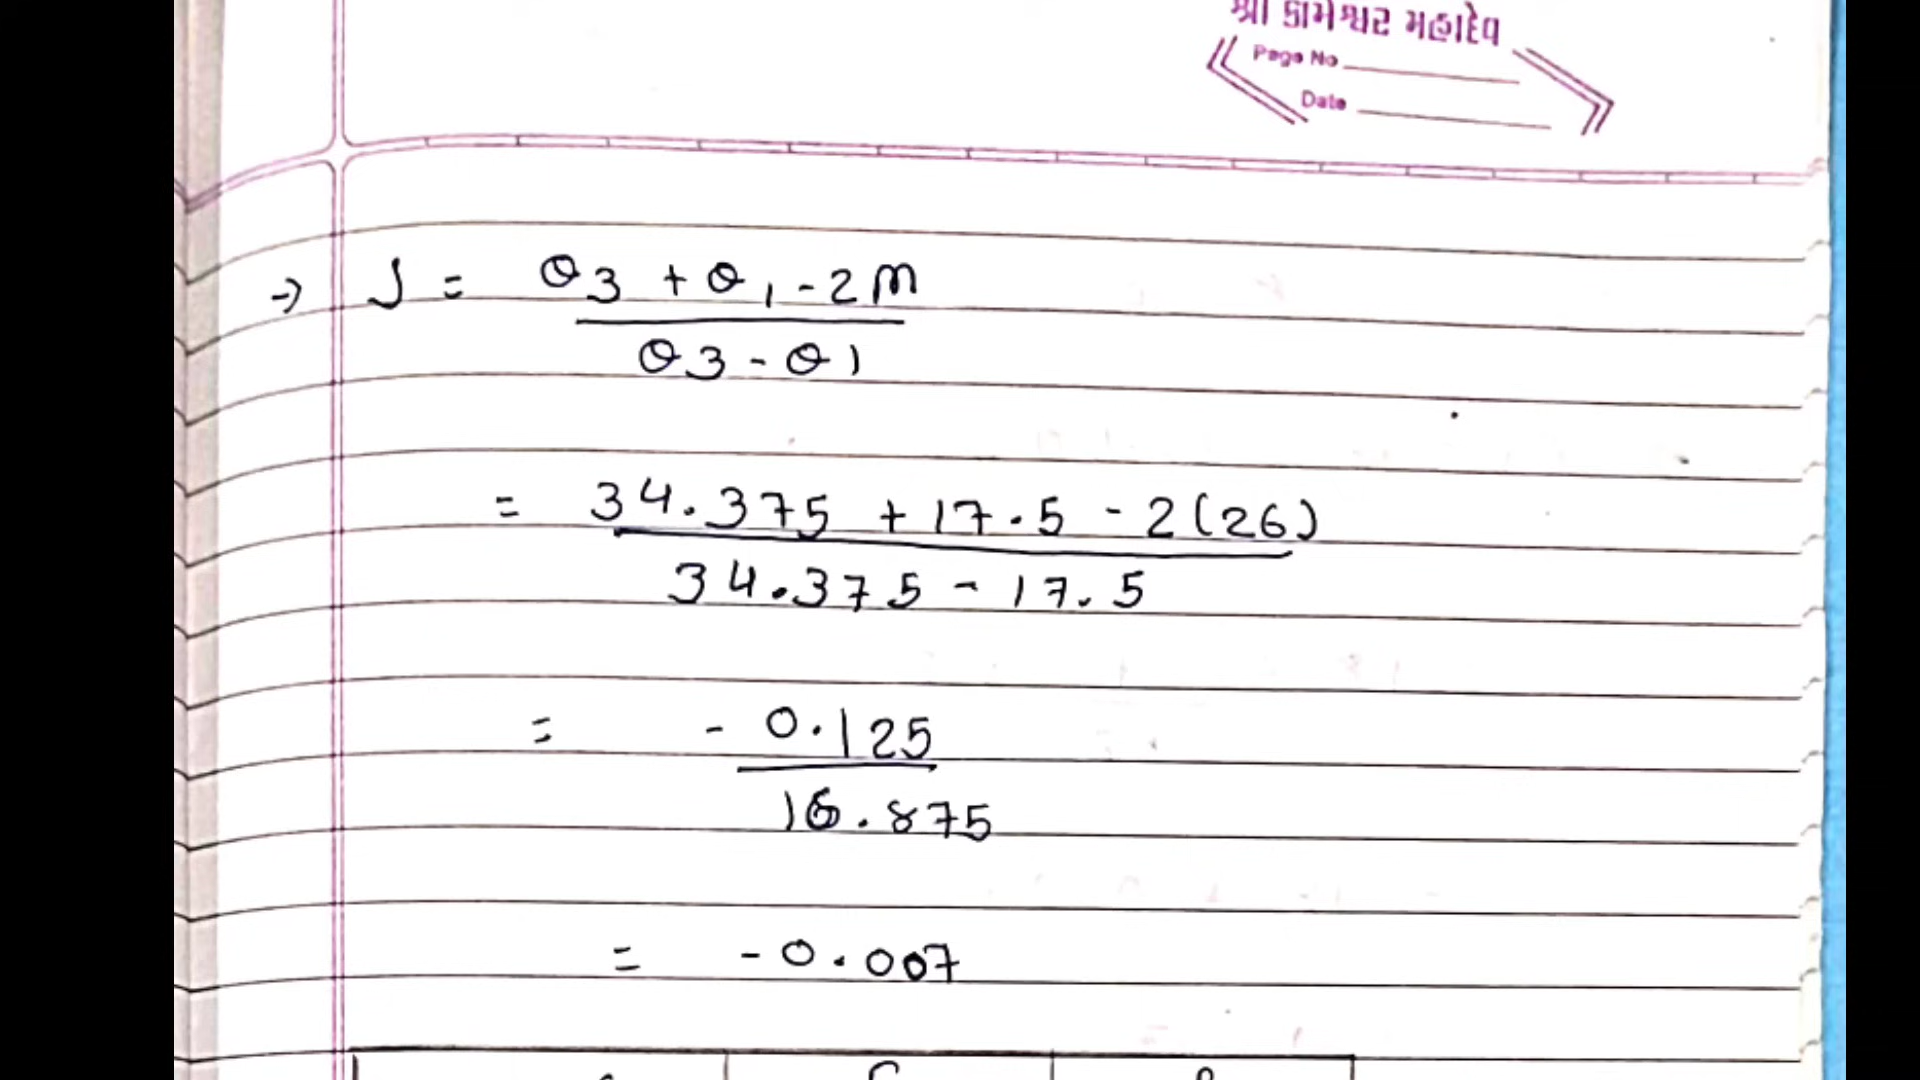 શ્રી કામેશ્વર મહાદેવ
Page No
Date
→ J = Q3 + Q1 - 2M
Q3 - Q1
= 34.375 + 17.5 - 2(26)
34.375 - 17.5
= - 0.125
16.875
= - 0.007